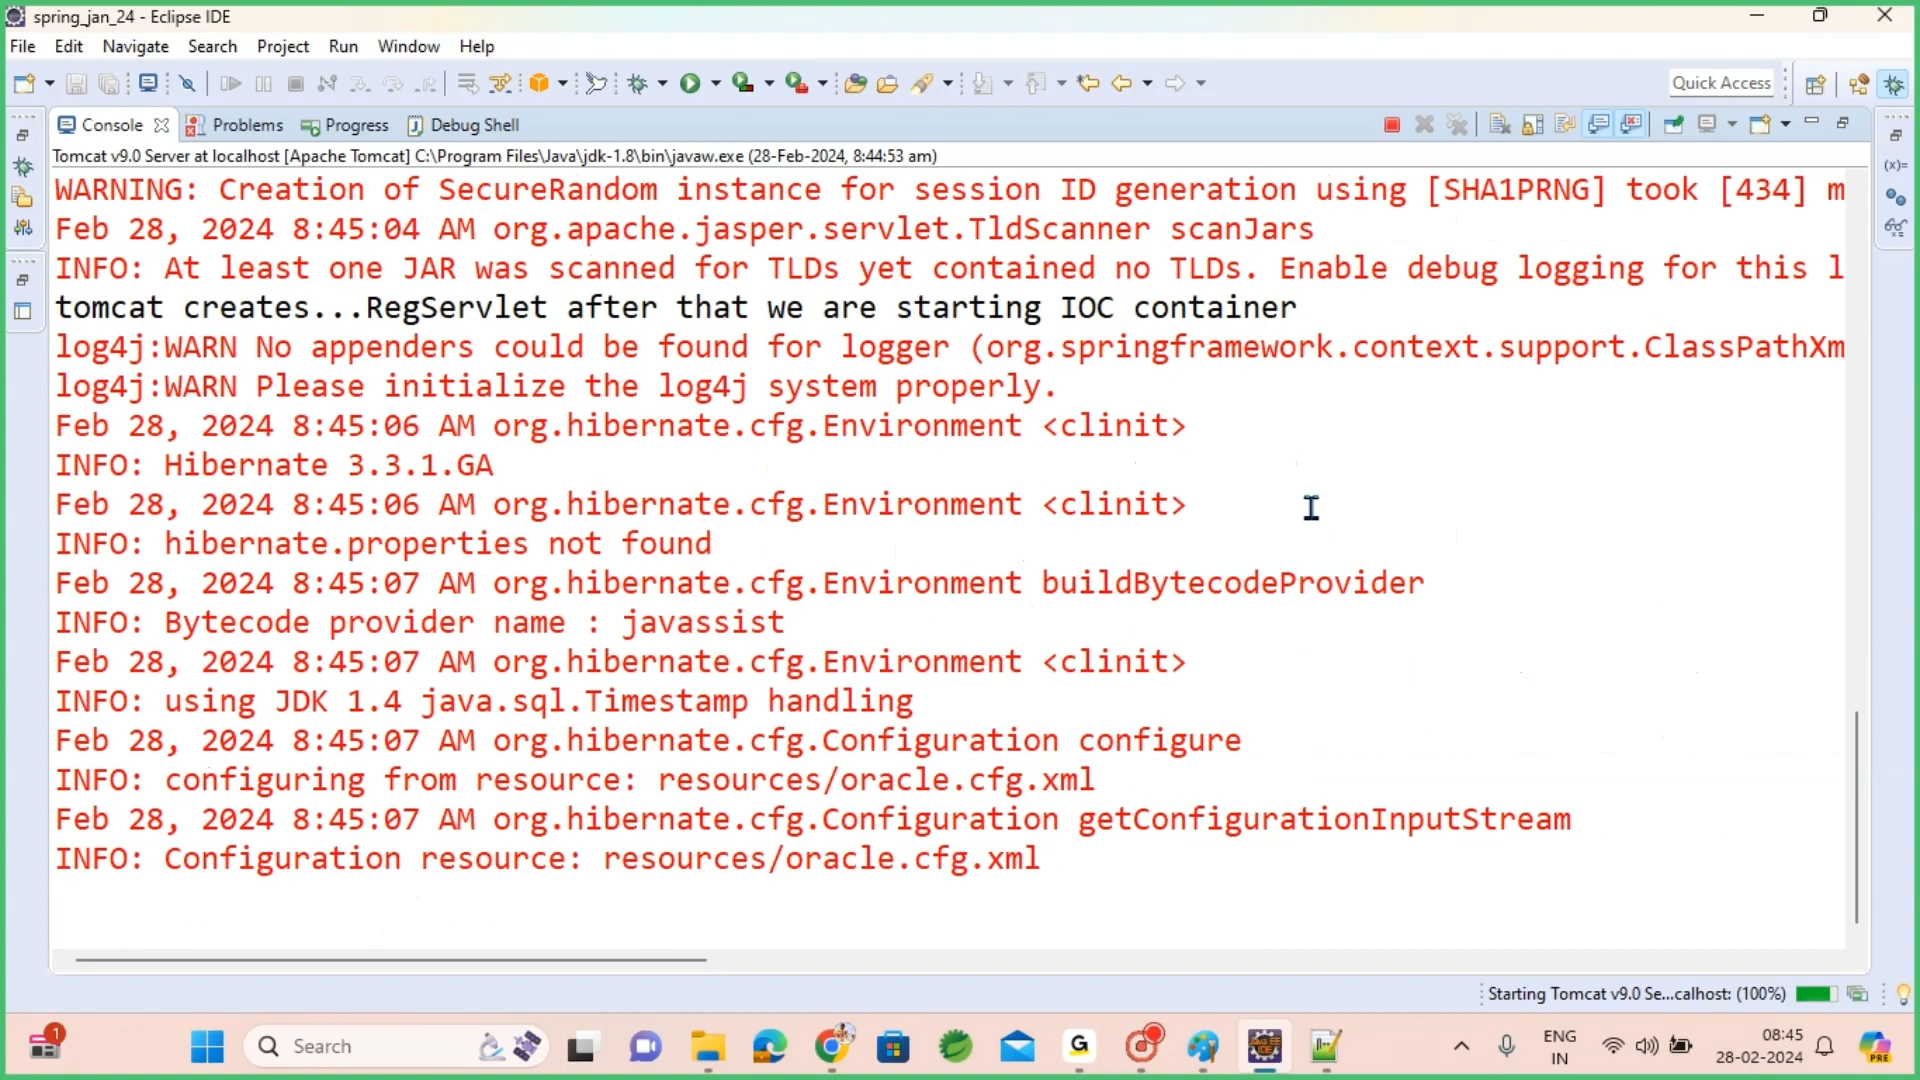 spring_jan_24 - Eclipse IDE
File Edit Navigate Search Project Run Window Help
Quick Access
Console Problems Progress Debug Shell
Tomcat v9.0 Server at localhost [Apache Tomcat] C:\Program Files\Java\jdk-1.8\bin\javaw.exe (28-Feb-2024, 8:44:53 am)
WARNING: Creation of SecureRandom instance for session ID generation using [SHA1PRNG] took [434] m
Feb 28, 2024 8:45:04 AM org.apache.jasper.servlet.TldScanner scanJars
INFO: At least one JAR was scanned for TLDs yet contained no TLDs. Enable debug logging for this l
tomcat creates...RegServlet after that we are starting IOC container
log4j:WARN No appenders could be found for logger (org.springframework.context.support.ClassPathXm
log4j:WARN Please initialize the log4j system properly.
Feb 28, 2024 8:45:06 AM org.hibernate.cfg.Environment <clinit>
INFO: Hibernate 3.3.1.GA
Feb 28, 2024 8:45:06 AM org.hibernate.cfg.Environment <clinit>
INFO: hibernate.properties not found
Feb 28, 2024 8:45:07 AM org.hibernate.cfg.Environment buildBytecodeProvider
INFO: Bytecode provider name : javassist
Feb 28, 2024 8:45:07 AM org.hibernate.cfg.Environment <clinit>
INFO: using JDK 1.4 java.sql.Timestamp handling
Feb 28, 2024 8:45:07 AM org.hibernate.cfg.Configuration configure
INFO: configuring from resource: resources/oracle.cfg.xml
Feb 28, 2024 8:45:07 AM org.hibernate.cfg.Configuration getConfigurationInputStream
INFO: Configuration resource: resources/oracle.cfg.xml
Starting Tomcat v9.0 Se...calhost: (100%)
1
Search
G
ENG
IN
08:45
28-02-2024
PRE